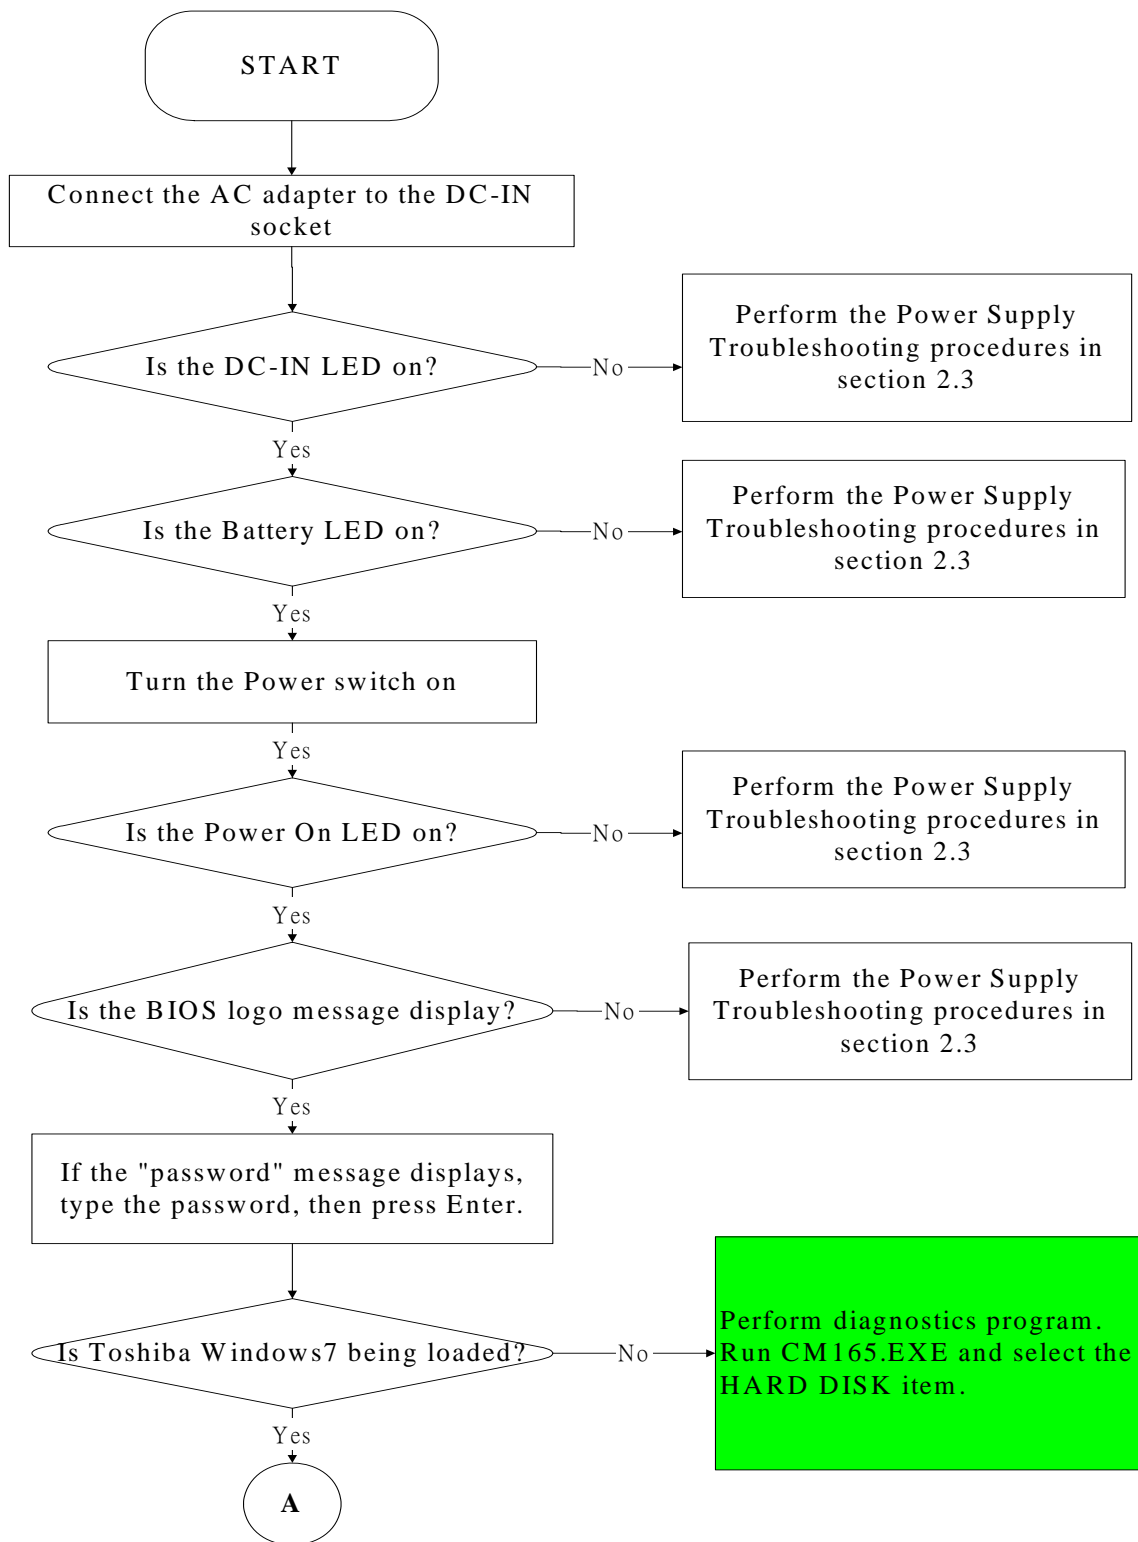 START
Connect the AC adapter to the DC-IN
socket
Is the DC-IN LED on?
No
Perform the Power Supply
Troubleshooting procedures in
section 2.3
Yes
Is the Battery LED on?
No
Perform the Power Supply
Troubleshooting procedures in
section 2.3
Yes
Turn the Power switch on
Yes
Is the Power On LED on?
No
Perform the Power Supply
Troubleshooting procedures in
section 2.3
Yes
Is the BIOS logo message display?
No
Perform the Power Supply
Troubleshooting procedures in
section 2.3
Yes
If the "password" message displays,
type the password, then press Enter.
Is Toshiba Windows7 being loaded?
No
Perform diagnostics program.
Run CM165.EXE and select the
HARD DISK item.
Yes
A